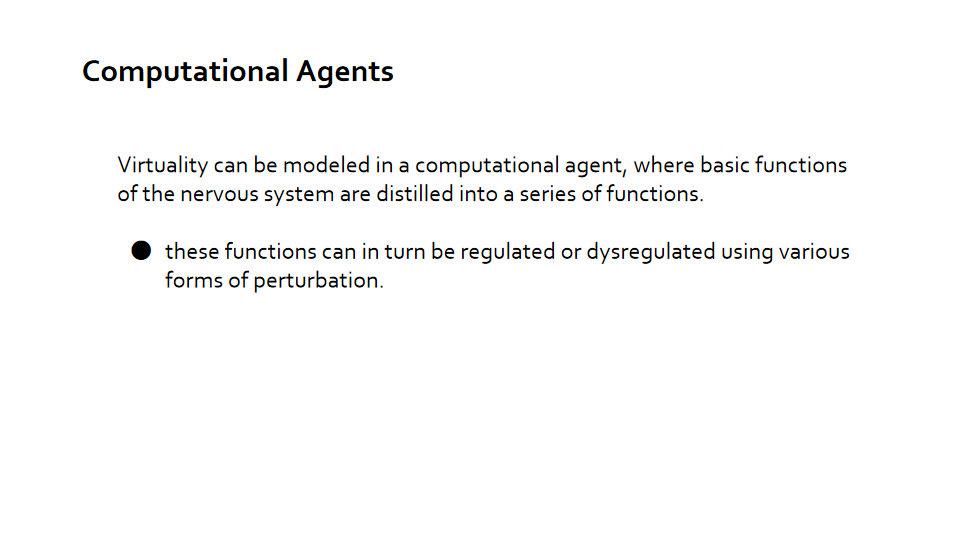 Computational Agents
Virtuality can be modeled in a computational agent, where basic functions
of the nervous system are distilled into a series of functions.
● these functions can in turn be regulated or dysregulated using various
forms of perturbation.